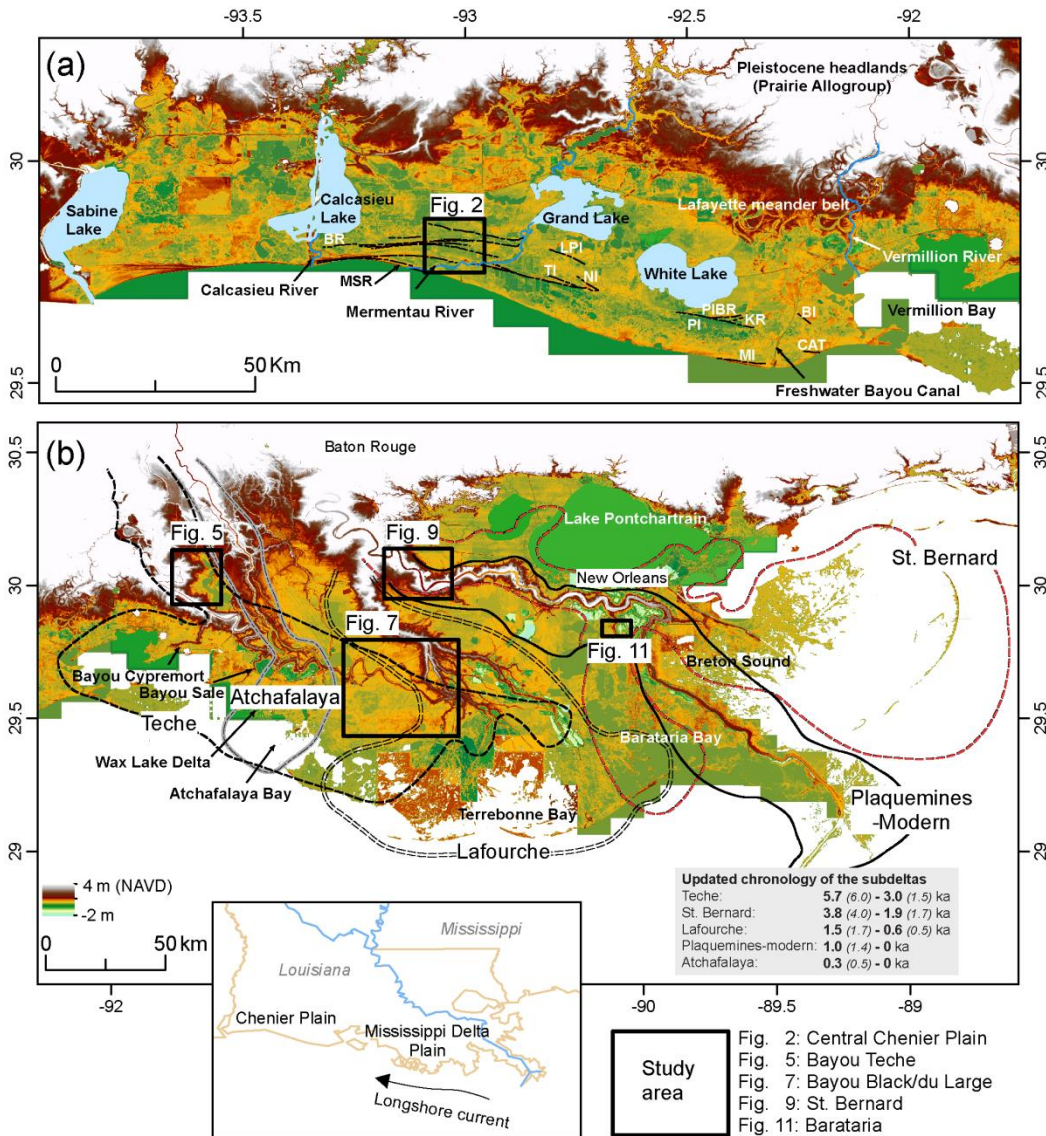 -93.5
-93
-92.5
-92
(a)
Pleistocene headlands
(Prairie Allogroup)
30
30
Sabine
Lake
Calcasieu
Lake
Fig. 2
Grand Lake
Lafayette meander belt
BR
LPI
White Lake
Vermillion River
Calcasieu River
MSR
TI
NI
Mermentau River
PIBR
KR
PI
BI
Vermillion Bay
0
50 Km
MI
CAT
29.5
29.5
Freshwater Bayou Canal
(b)
30.5
30.5
Baton Rouge
Fig. 5
Fig. 9
Lake Pontchartrain
St. Bernard
30
30
New Orleans
Fig. 7
Fig. 11
Breton Sound
Bayou Cypremort
Bayou Sale
Atchafalaya
Teche
29.5
29.5
Barataria Bay
Wax Lake Delta
Atchafalaya Bay
Plaquemines
-Modern
Terrebonne Bay
Lafourche
29
29
4 m (NAVD)
-2 m
Updated chronology of the subdeltas
Teche: 5.7 (6.0) - 3.0 (1.5) ka
St. Bernard: 3.8 (4.0) - 1.9 (1.7) ka
Lafourche: 1.5 (1.7) - 0.6 (0.5) ka
Plaquemines-modern: 1.0 (1.4) - 0 ka
Atchafalaya: 0.3 (0.5) - 0 ka
0
50 km
-92
-90
-89.5
-89
Mississippi
Louisiana
Chenier Plain
Mississippi Delta
Plain
Longshore current
Study
area
Fig. 2: Central Chenier Plain
Fig. 5: Bayou Teche
Fig. 7: Bayou Black/du Large
Fig. 9: St. Bernard
Fig. 11: Barataria